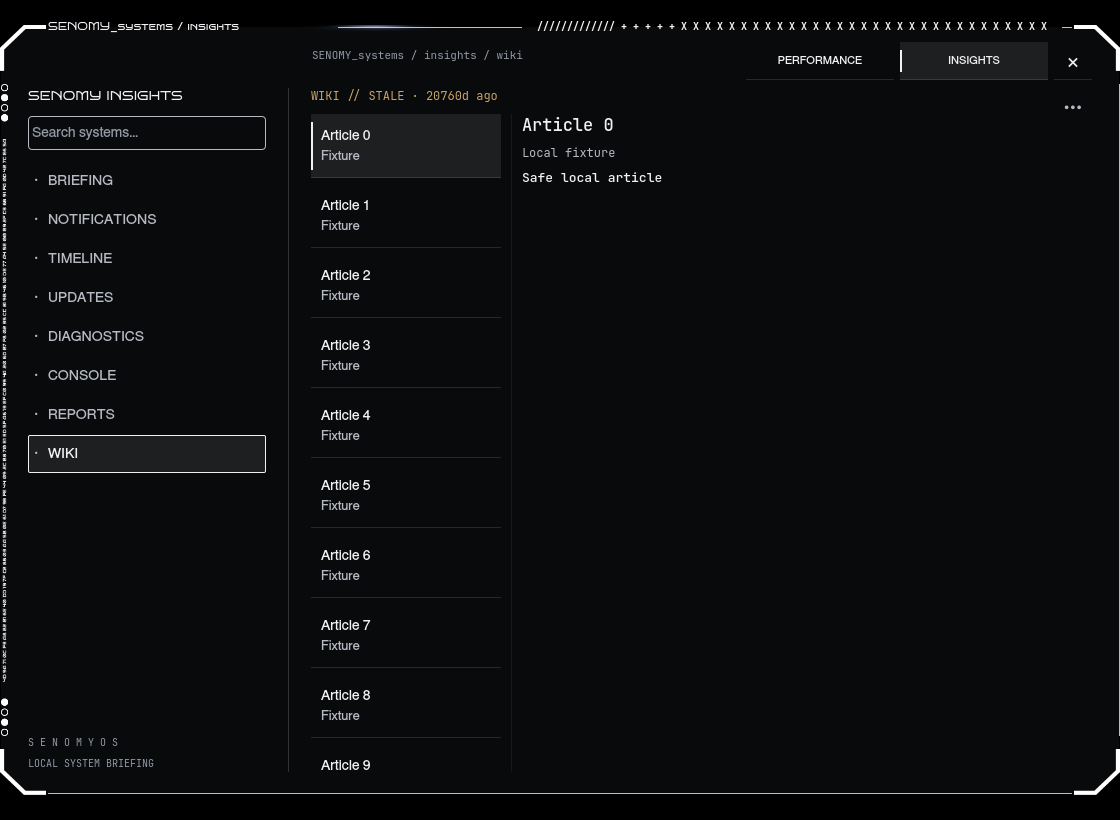 SENOMY_systems / insights
///////////// + + + + + X X X X X X X X X X X X X X X X X X X X X X X X X X X X X X X
SENOMY_systems / insights / wiki
PERFORMANCE
INSIGHTS
×
SENOMY INSIGHTS
WIKI // STALE · 20760d ago
•••
Search systems...
· BRIEFING
· NOTIFICATIONS
· TIMELINE
· UPDATES
· DIAGNOSTICS
· CONSOLE
· REPORTS
· WIKI
Article 0
Fixture
Article 1
Fixture
Article 2
Fixture
Article 3
Fixture
Article 4
Fixture
Article 5
Fixture
Article 6
Fixture
Article 7
Fixture
Article 8
Fixture
Article 9
Article 0
Local fixture
Safe local article
SENOMYOS
LOCAL SYSTEM BRIEFING